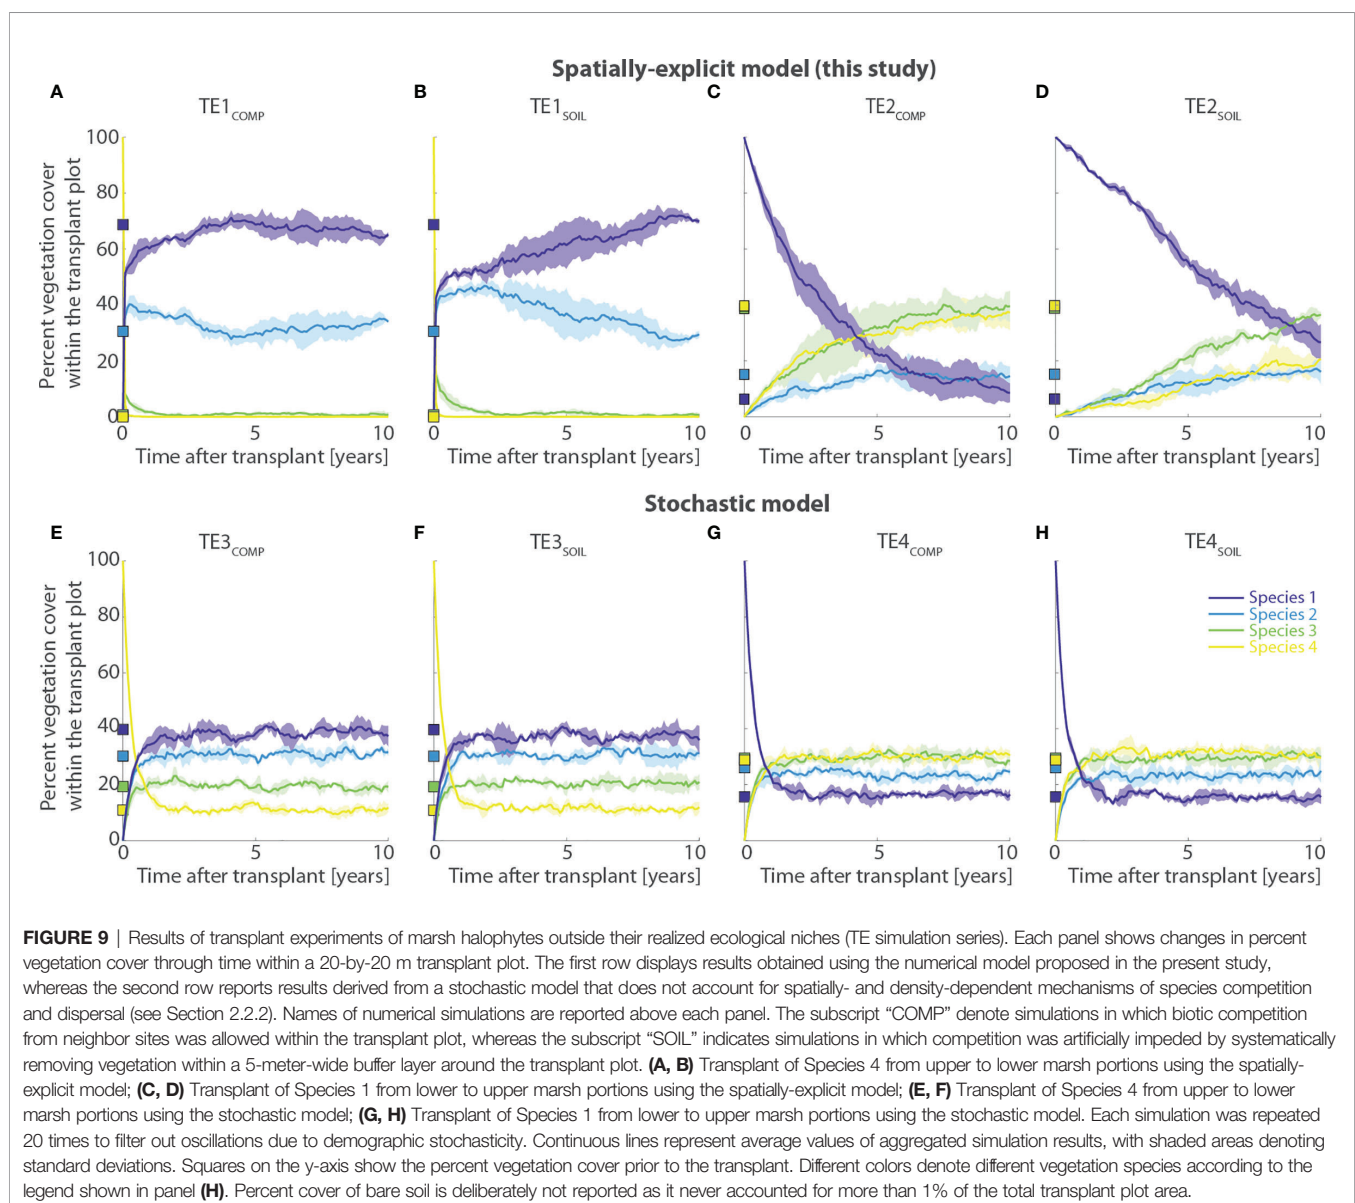 Spatially-explicit model (this study)
A B C D
TE1COMP TE1SOIL TE2COMP TE2SOIL
Percent vegetation cover
within the transplant plot
100
80
60
40
20
0
0 5 10 0 5 10 0 5 10 0 5 10
Time after transplant [years] Time after transplant [years] Time after transplant [years] Time after transplant [years]
Stochastic model
E F G H
TE3COMP TE3SOIL TE4COMP TE4SOIL
Percent vegetation cover
within the transplant plot
100
80
60
40
20
0
Species 1
Species 2
Species 3
Species 4
0 5 10 0 5 10 0 5 10 0 5 10
Time after transplant [years] Time after transplant [years] Time after transplant [years] Time after transplant [years]
FIGURE 9 | Results of transplant experiments of marsh halophytes outside their realized ecological niches (TE simulation series). Each panel shows changes in percent
vegetation cover through time within a 20-by-20 m transplant plot. The first row displays results obtained using the numerical model proposed in the present study,
whereas the second row reports results derived from a stochastic model that does not account for spatially- and density-dependent mechanisms of species competition
and dispersal (see Section 2.2.2). Names of numerical simulations are reported above each panel. The subscript “COMP” denote simulations in which biotic competition
from neighbor sites was allowed within the transplant plot, whereas the subscript “SOIL” indicates simulations in which competition was artificially impeded by systematically
removing vegetation within a 5-meter-wide buffer layer around the transplant plot. (A, B) Transplant of Species 4 from upper to lower marsh portions using the spatially-
explicit model; (C, D) Transplant of Species 1 from lower to upper marsh portions using the spatially-explicit model; (E, F) Transplant of Species 4 from upper to lower
marsh portions using the stochastic model; (G, H) Transplant of Species 1 from lower to upper marsh portions using the stochastic model. Each simulation was repeated
20 times to filter out oscillations due to demographic stochasticity. Continuous lines represent average values of aggregated simulation results, with shaded areas denoting
standard deviations. Squares on the y-axis show the percent vegetation cover prior to the transplant. Different colors denote different vegetation species according to the
legend shown in panel (H). Percent cover of bare soil is deliberately not reported as it never accounted for more than 1% of the total transplant plot area.